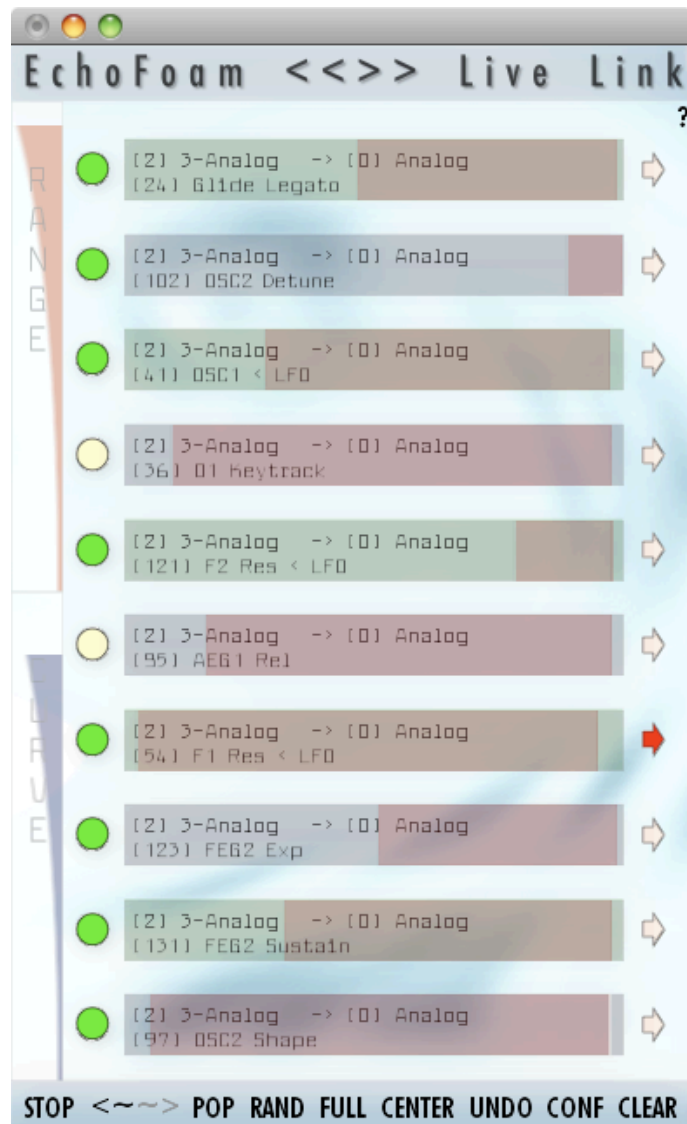 EchoFoam <<>> Live Link
?
RANGE
[2] 3-Analog -> [0] Analog
[24] Glide Legato
[2] 3-Analog -> [0] Analog
[102] OSC2 Detune
[2] 3-Analog -> [0] Analog
[41] OSC1 < LFO
[2] 3-Analog -> [0] Analog
[36] O1 Keytrack
[2] 3-Analog -> [0] Analog
[121] F2 Res < LFO
[2] 3-Analog -> [0] Analog
[95] AEG1 Rel
[2] 3-Analog -> [0] Analog
[54] F1 Res < LFO
[2] 3-Analog -> [0] Analog
[123] FEG2 Exp
[2] 3-Analog -> [0] Analog
[131] FEG2 Sustain
[2] 3-Analog -> [0] Analog
[97] OSC2 Shape
STOP <~~> POP RAND FULL CENTER UNDO CONF CLEAR